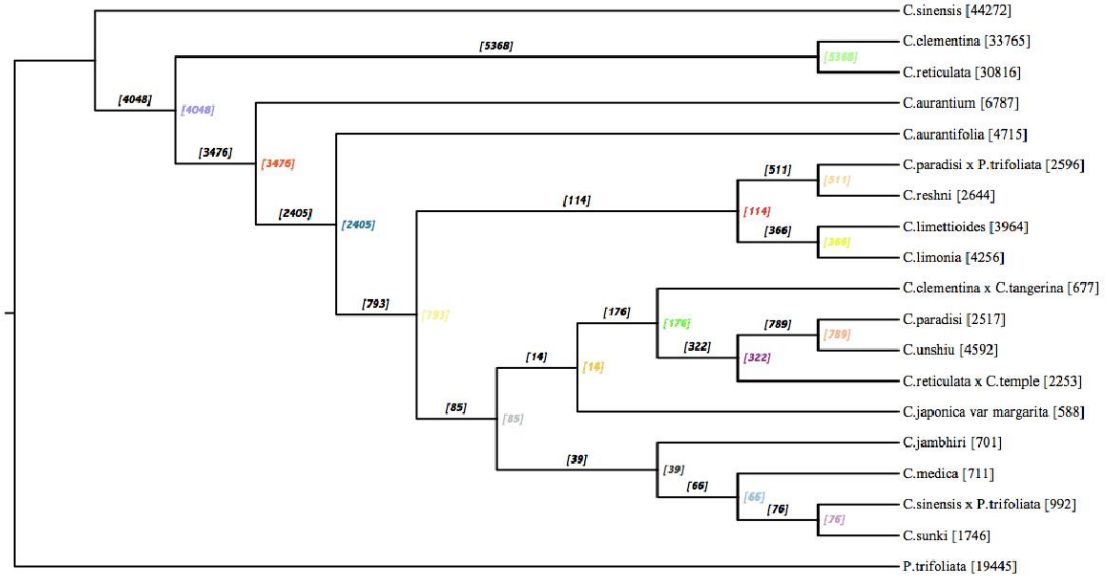 C.sinensis [44272]
[5368]
C.clementina [33765]
[5368]
C.reticulata [30816]
[4048]
[4048]
C.aurantium [6787]
C.aurantifolia [4715]
[3476]
[3476]
[511]
C.paradisi x P.trifoliata [2596]
[511]
C.reshni [2644]
[114]
[114]
[2405]
[2405]
[366]
C.limettioides [3964]
[366]
C.limonia [4256]
C.clementina x C.tangerina [677]
[793]
[793]
[176]
[176]
[789]
C.paradisi [2517]
[789]
C.unshiu [4592]
[322]
[322]
[14]
[14]
C.reticulata x C.temple [2253]
[85]
[85]
C.japonica var margarita [588]
C.jambhiri [701]
[39]
[39]
C.medica [711]
[66]
[66]
[76]
C.sinensis x P.trifoliata [992]
[76]
C.sunki [1746]
P.trifoliata [19445]